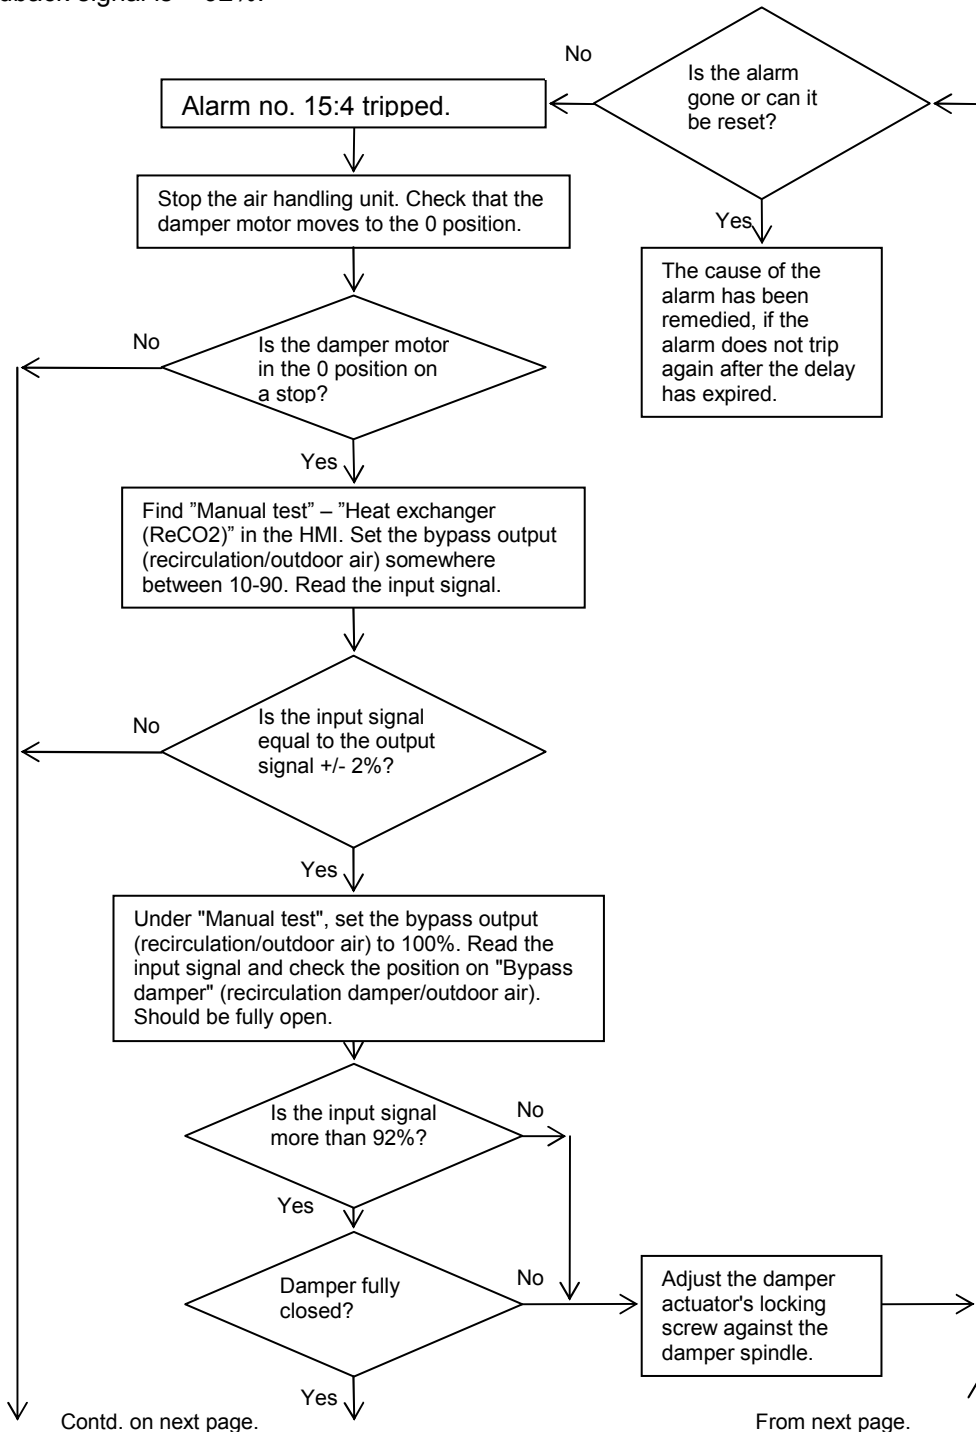 signal is
92%.
No
Is the alarm
gone or can it
be reset?
Alarm no. 15:4 tripped.
Stop the air handling unit. Check that the
damper motor moves to the 0 position.
Yes
The cause of the
alarm has been
remedied, if the
alarm does not trip
again after the delay
has expired.
No
Is the damper motor
in the 0 position on
a stop?
Yes
Find ”Manual test” – ”Heat exchanger
(ReCO2)” in the HMI. Set the bypass output
(recirculation/outdoor air) somewhere
between 10-90. Read the input signal.
No
Is the input signal
equal to the output
signal +/- 2%?
Yes
Under "Manual test", set the bypass output
(recirculation/outdoor air) to 100%. Read the
input signal and check the position on "Bypass
damper" (recirculation damper/outdoor air).
Should be fully open.
Is the input signal
more than 92%?
No
Yes
Damper fully
closed?
No
Adjust the damper
actuator's locking
screw against the
damper spindle.
Yes
Contd. on next page.
From next page.